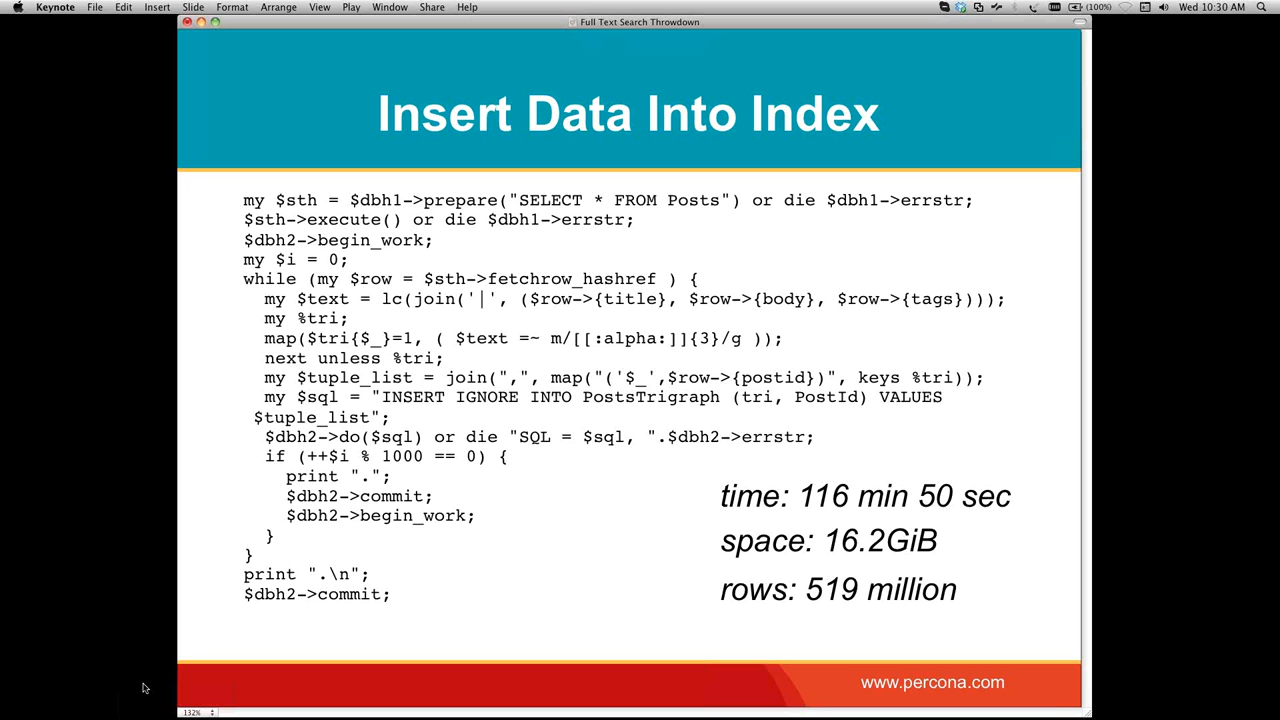 Keynote File Edit Insert Slide Format Arrange View Play Window Share Help (100%) Wed 10:30 AM
Full Text Search Throwdown
Insert Data Into Index
my $sth = $dbh1->prepare("SELECT * FROM Posts") or die $dbh1->errstr;
$sth->execute() or die $dbh1->errstr;
$dbh2->begin_work;
my $i = 0;
while (my $row = $sth->fetchrow_hashref ) {
my $text = lc(join('|', ($row->{title}, $row->{body}, $row->{tags})));
my %tri;
map($tri{$_}=1, ( $text =~ m/[[:alpha:]]{3}/g ));
next unless %tri;
my $tuple_list = join(",", map("('$_',$row->{postid})", keys %tri));
my $sql = "INSERT IGNORE INTO PostsTrigraph (tri, PostId) VALUES
$tuple_list";
$dbh2->do($sql) or die "SQL = $sql, ".$dbh2->errstr;
if (++$i % 1000 == 0) {
print ".";
$dbh2->commit;
$dbh2->begin_work;
}
}
print ".\n";
$dbh2->commit;
time: 116 min 50 sec
space: 16.2GiB
rows: 519 million
www.percona.com
132%